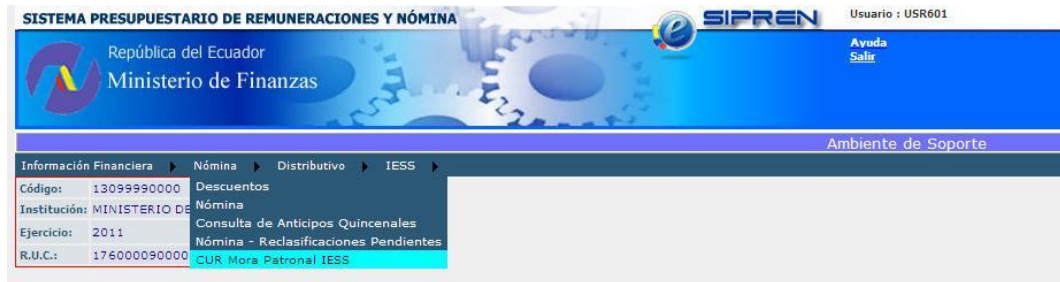 SISTEMA PRESUPUESTARIO DE REMUNERACIONES Y NÓMINA
e SIPREN
Usuario : USR601
República del Ecuador
Ministerio de Finanzas
Ayuda
Salir
Ambiente de Soporte
Información Financiera Nómina Distributivo IESS
Código: 13099990000
Institución: MINISTERIO DE
Ejercicio: 2011
R.U.C.: 176000090000
Descuentos
Nómina
Consulta de Anticipos Quincenales
Nómina - Reclasificaciones Pendientes
CUR Mora Patronal IESS